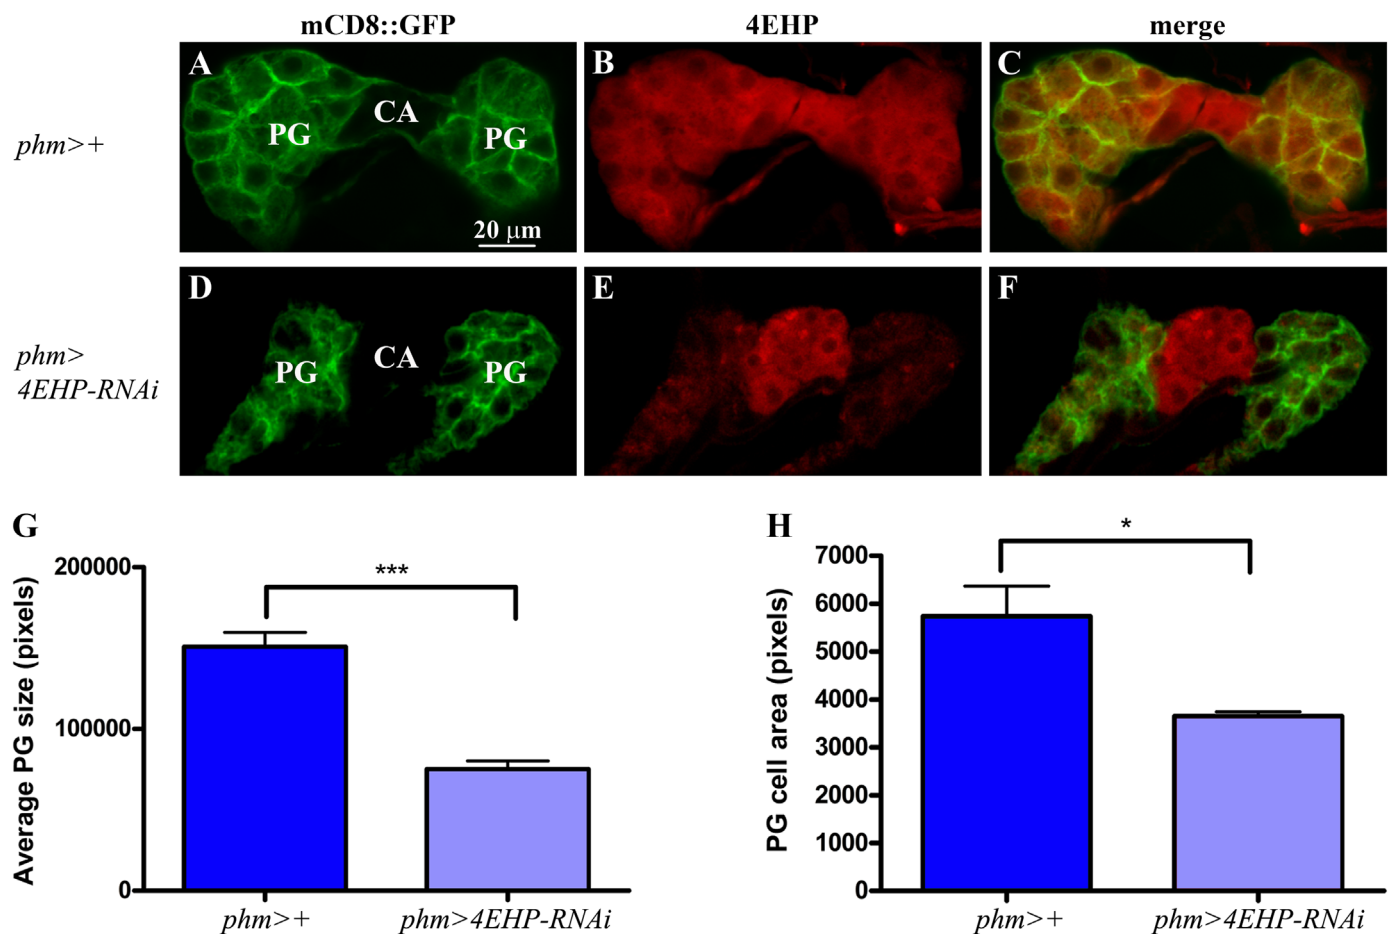 mCD8::GFP 4EHP merge
phm>+
A
PG
CA
PG
20 µm
B
C
phm>
4EHP-RNAi
D
PG
CA
PG
E
F
G
Average PG size (pixels)
200000
100000
0
***
phm>+
phm>4EHP-RNAi
H
PG cell area (pixels)
7000
6000
5000
4000
3000
2000
1000
0
*
phm>+
phm>4EHP-RNAi